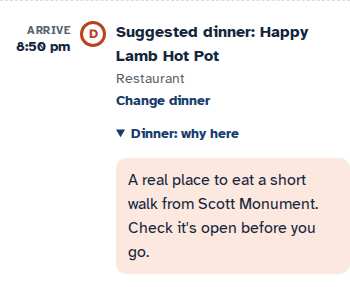 ARRIVE
8:50 pm
D
Suggested dinner: Happy
Lamb Hot Pot
Restaurant
Change dinner
▼ Dinner: why here
A real place to eat a short
walk from Scott Monument.
Check it's open before you
go.